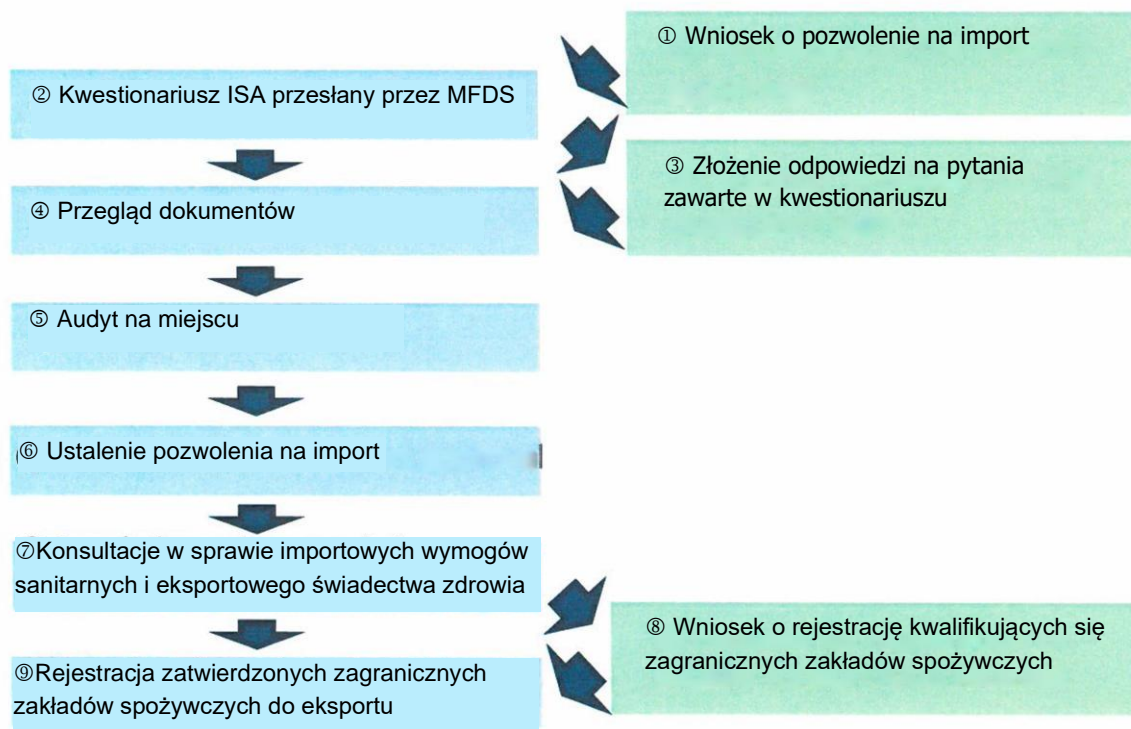 ① Wniosek o pozwolenie na import
② Kwestionariusz ISA przesłany przez MFDS
③ Złożenie odpowiedzi na pytania
zawarte w kwestionariuszu
④ Przegląd dokumentów
⑤ Audyt na miejscu
⑥ Ustalenie pozwolenia na import
⑦Konsultacje w sprawie importowych wymogów
sanitarnych i eksportowego świadectwa zdrowia
⑧ Wniosek o rejestrację kwalifikujących się
zagranicznych zakładów spożywczych
⑨Rejestracja zatwierdzonych zagranicznych
zakładów spożywczych do eksportu